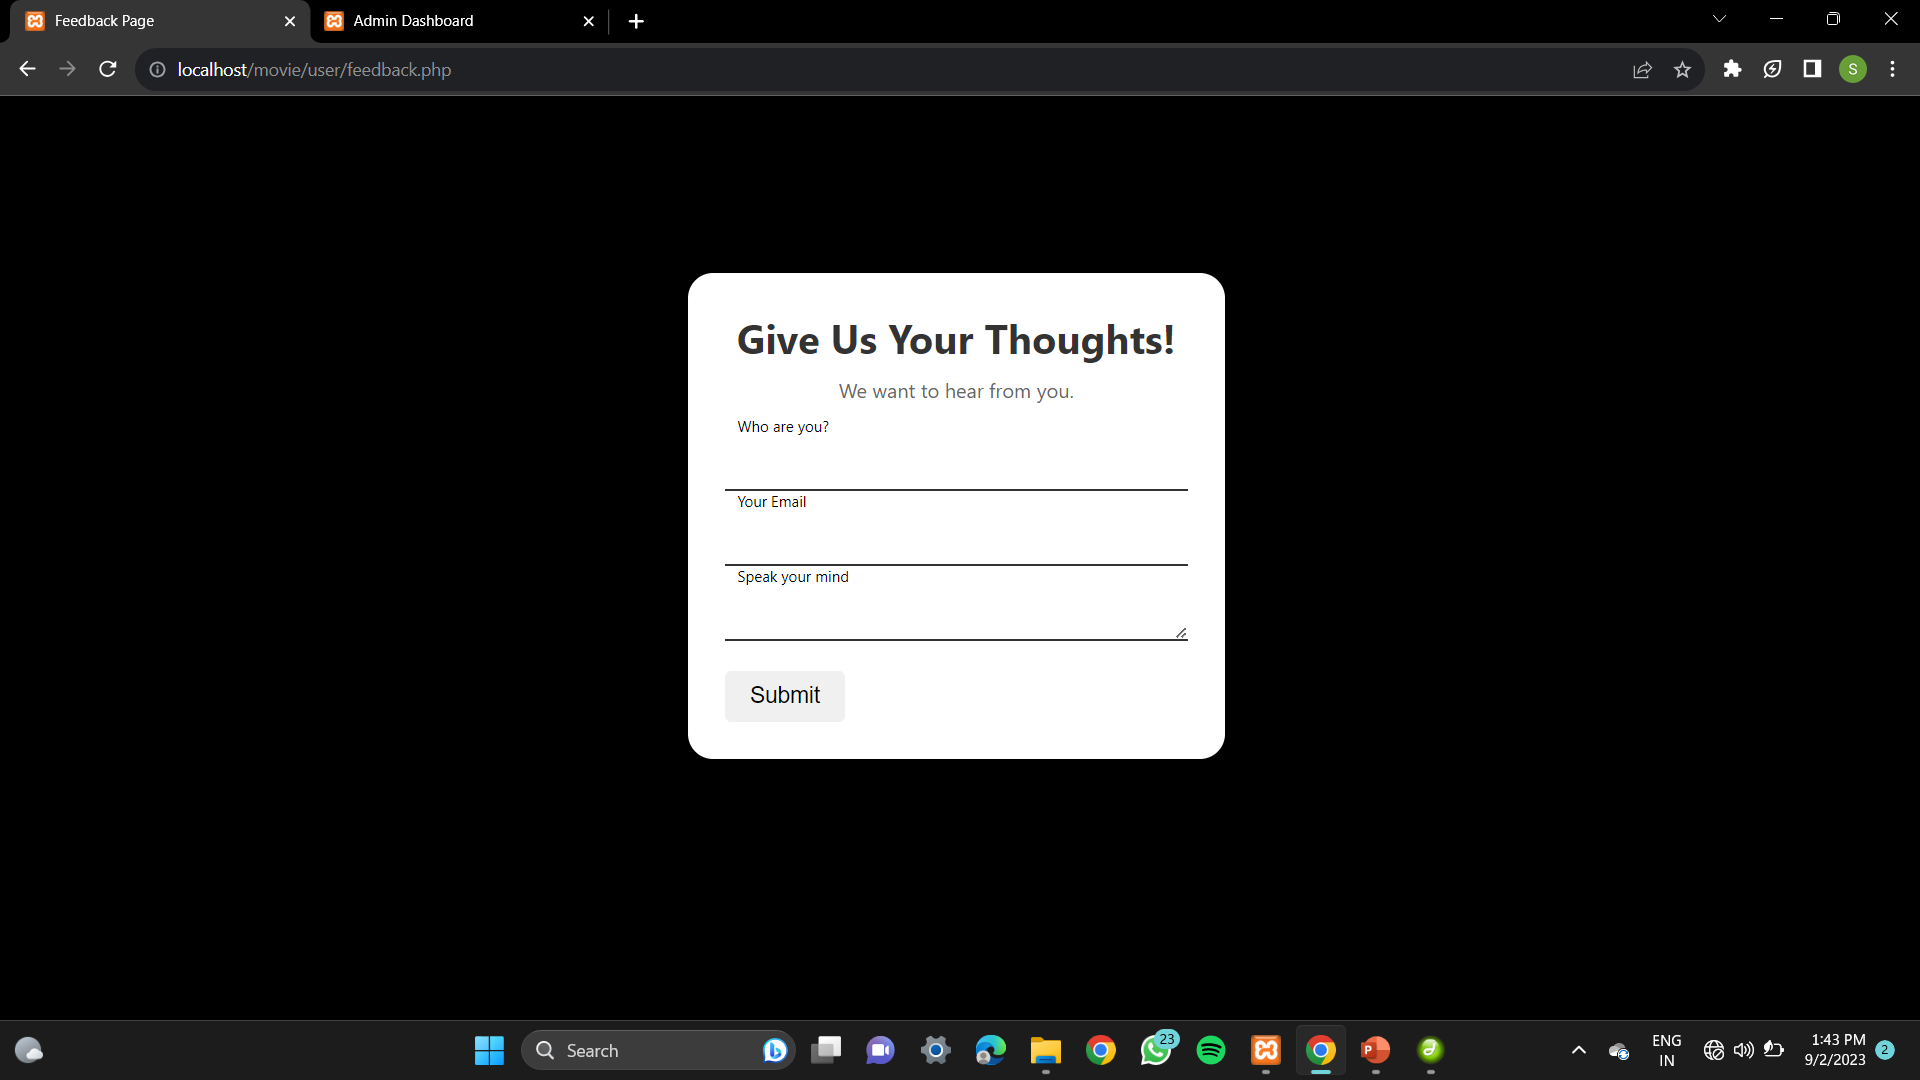 Feedback Page
Admin Dashboard
localhost/movie/user/feedback.php
S
Give Us Your Thoughts!
We want to hear from you.
Who are you?
Your Email
Speak your mind
Submit
Search
23
P
ENG
IN
1:43 PM
9/2/2023
2